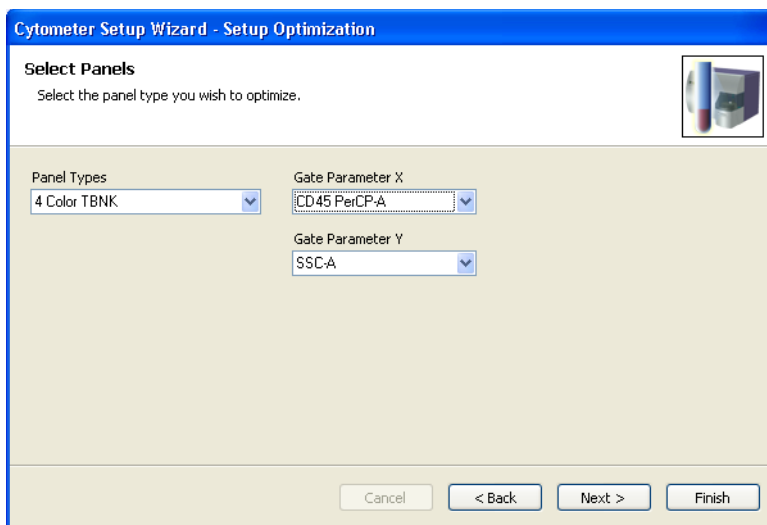 Cytometer Setup Wizard - Setup Optimization
Select Panels
Select the panel type you wish to optimize.
Panel Types
4 Color TBNK
Gate Parameter X
CD45 PerCP-A
Gate Parameter Y
SSC-A
Cancel
< Back
Next >
Finish